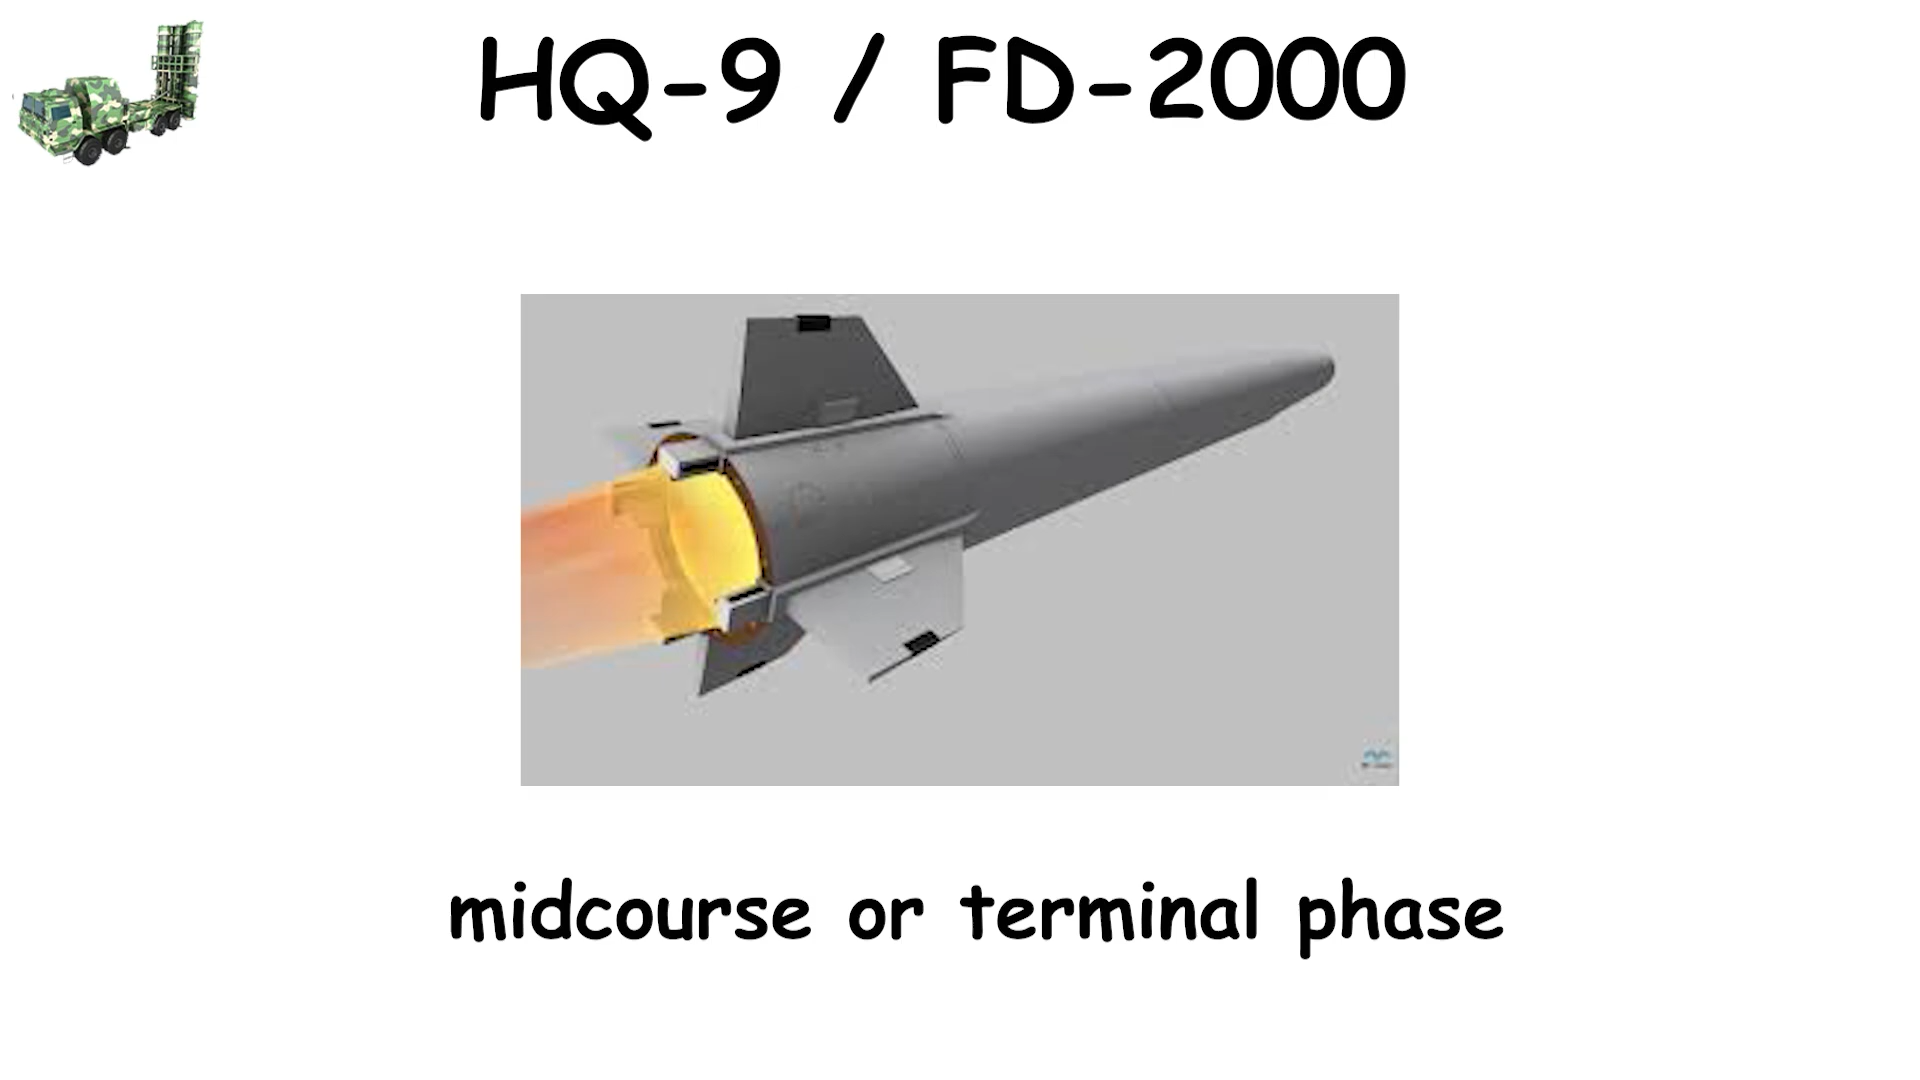 HQ-9 / FD-2000
midcourse or terminal phase